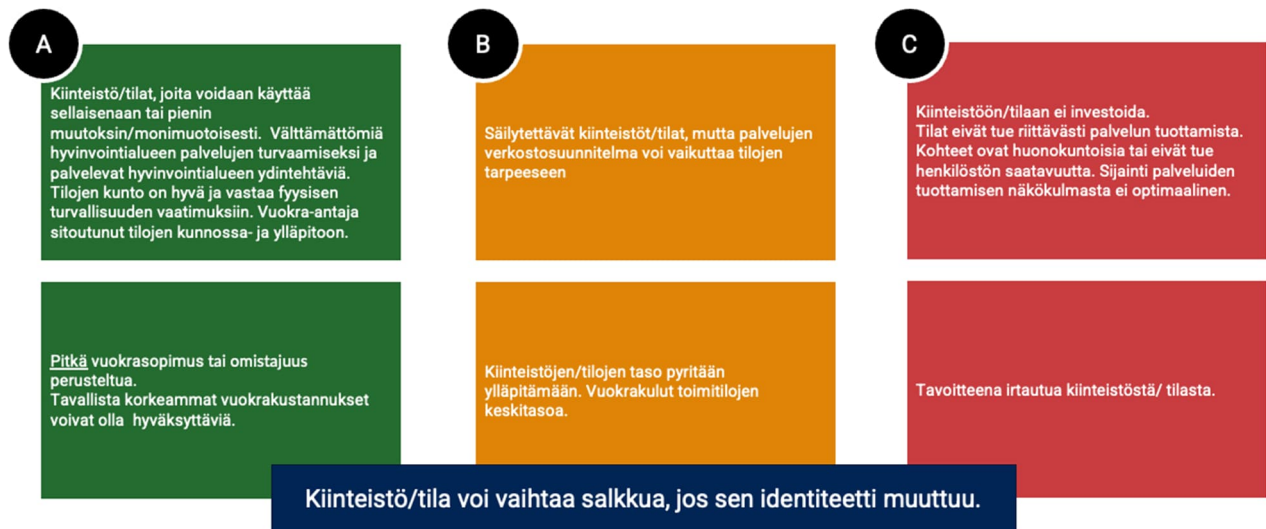 A
Kiinteistö/tilat, joita voidaan käyttää
sellaisenaan tai pienin
muutoksin/monimuotoisesti. Välttämättömiä
hyvinvointialueen palvelujen turvaamiseksi ja
palvelevat hyvinvointialueen ydintehtäviä.
Tilojen kunto on hyvä ja vastaa fyysisen
turvallisuuden vaatimuksiin. Vuokra-antaja
sitoutunut tilojen kunnossa- ja ylläpitoon.
Pitkä vuokrasopimus tai omistajuus
perusteltua.
Tavallista korkeammat vuokrakustannukset
voivat olla hyväksyttäviä.
B
Säilytettävät kiinteistöt/tilat, mutta palvelujen
verkostosuunnitelma voi vaikuttaa tilojen
tarpeeseen
Kiinteistöjen/tilojen taso pyritään
ylläpitämään. Vuokrakulut toimitilojen
keskitasoa.
C
Kiinteistöön/tilaan ei investoida.
Tilat eivät tue riittävästi palvelun tuottamista.
Kohteet ovat huonokuntoisia tai eivät tue
henkilöstön saatavuutta. Sijainti palveluiden
tuottamisen näkökulmasta ei optimaalinen.
Tavoitteena irtautua kiinteistöstä/ tilasta.
Kiinteistö/tila voi vaihtaa salkkua, jos sen identiteetti muuttuu.